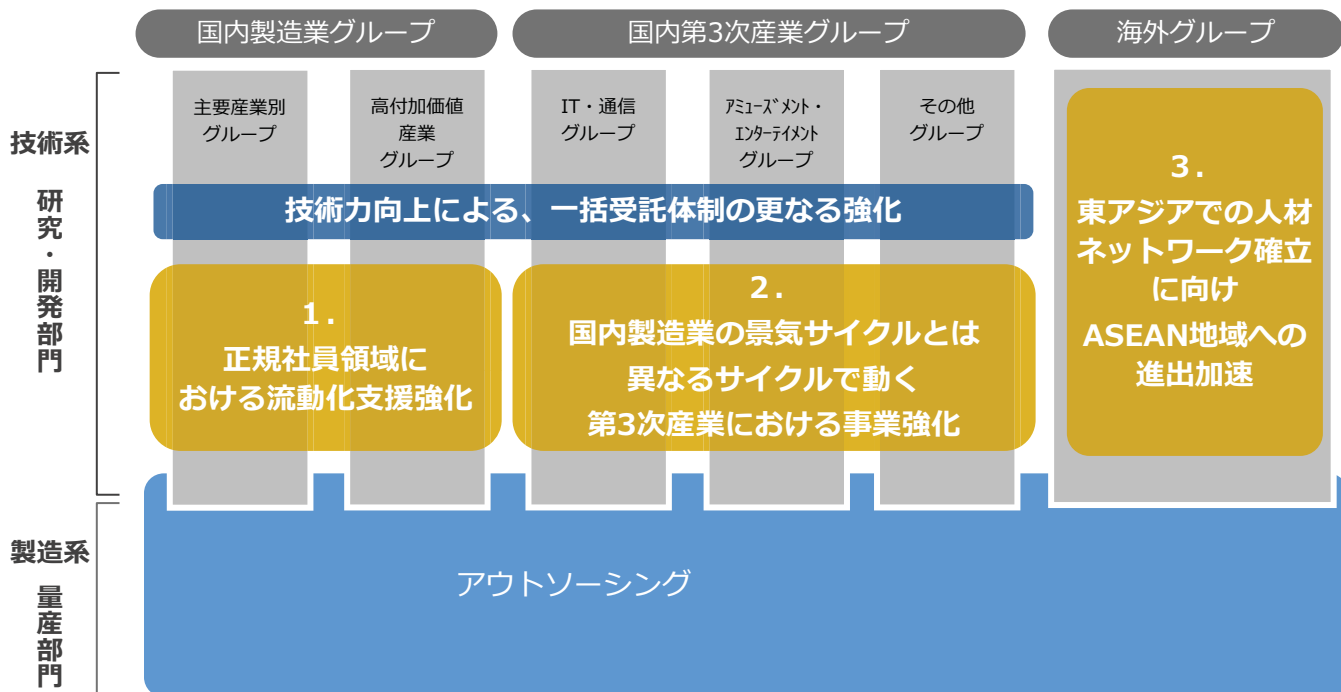 国内製造業グループ
国内第3次産業グループ
海外グループ
技術系
研究・開発部門
主要産業別
グループ
高付加価値
産業
グループ
IT・通信
グループ
ｱﾐｭｰｽﾞﾒﾝﾄ・
ｴﾝﾀｰﾃｲﾒﾝﾄ
グループ
その他
グループ
技術力向上による、一括受託体制の更なる強化
1．
正規社員領域に
おける流動化支援強化
2．
国内製造業の景気サイクルとは
異なるサイクルで動く
第3次産業における事業強化
3．
東アジアでの人材
ネットワーク確立
に向け
ASEAN地域への
進出加速
製造系
量産部門
アウトソーシング